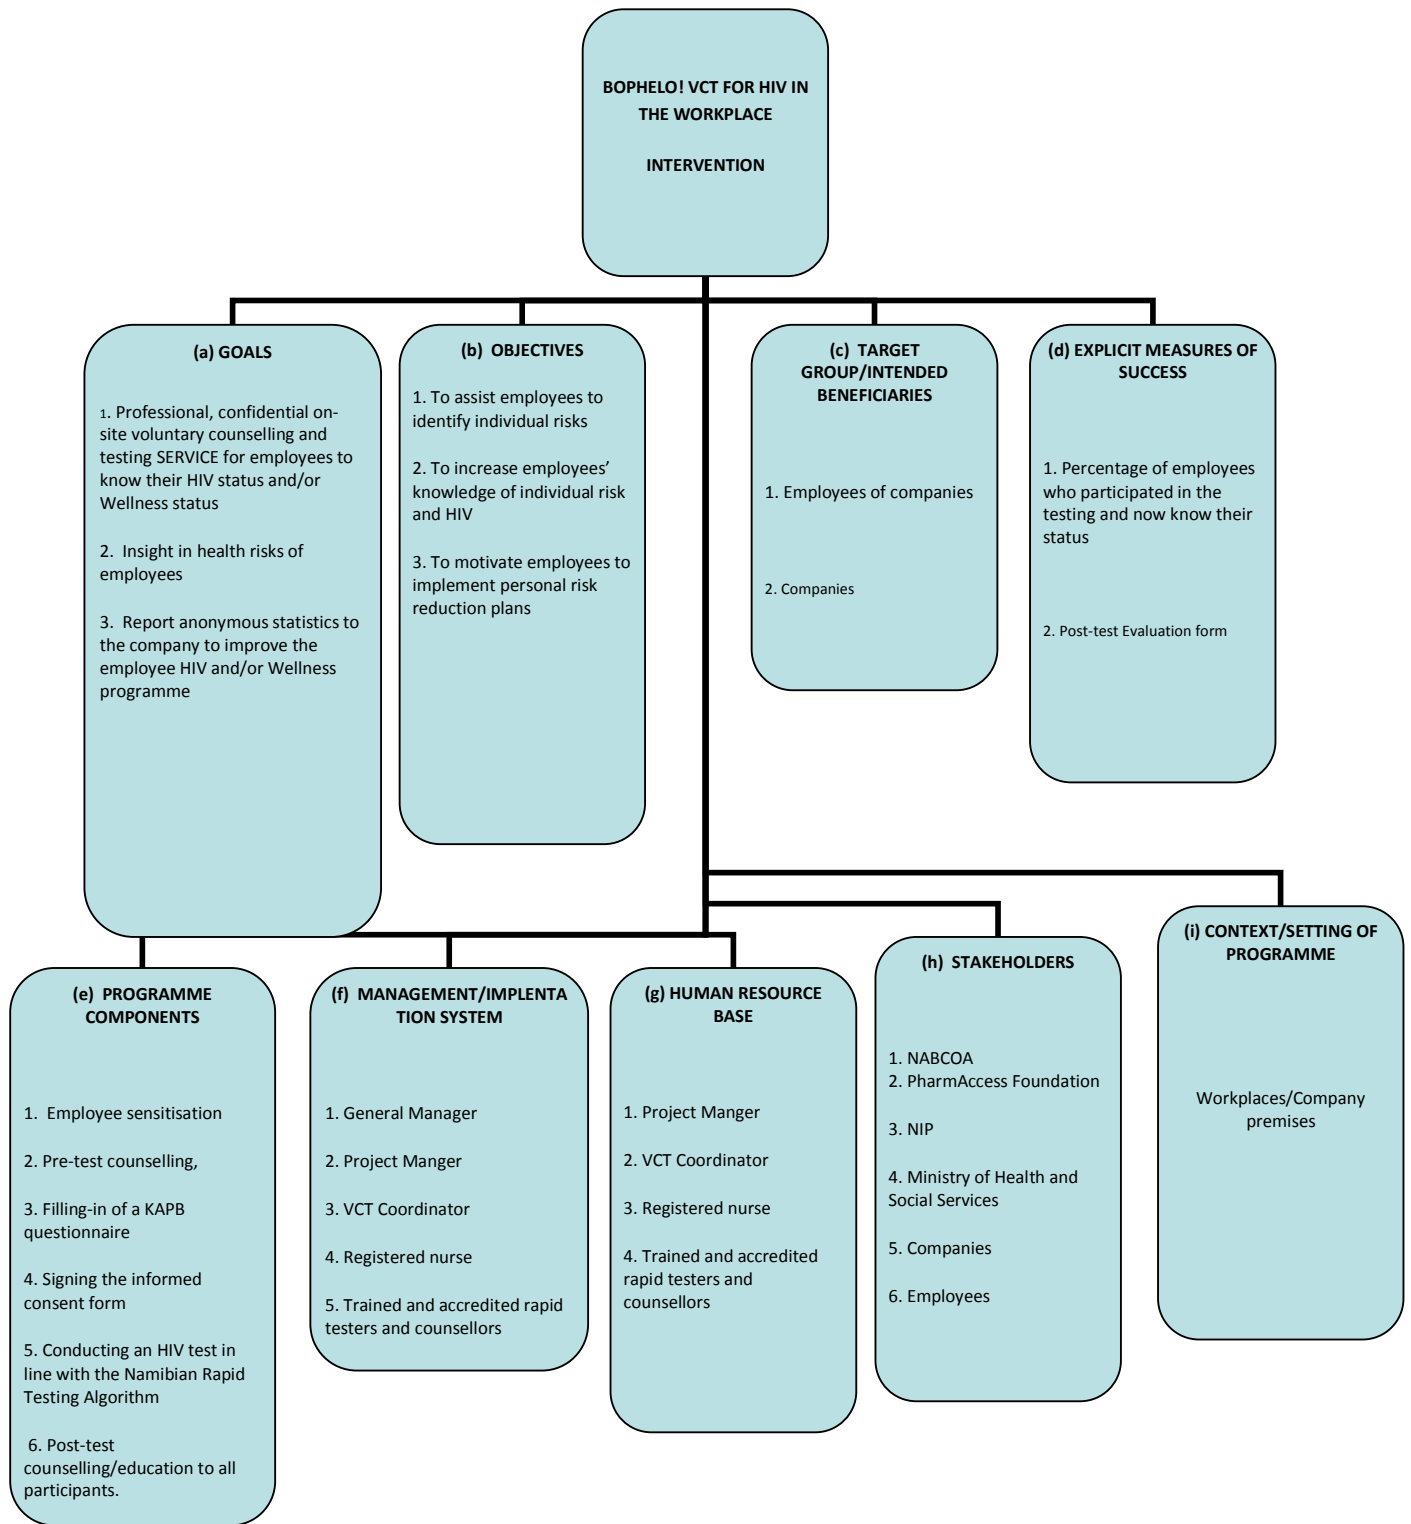 BOPHELO! VCT FOR HIV IN
THE WORKPLACE
INTERVENTION
(a) GOALS
1. Professional, confidential on-
site voluntary counselling and
testing SERVICE for employees to
know their HIV status and/or
Wellness status
2. Insight in health risks of
employees
3. Report anonymous statistics to
the company to improve the
employee HIV and/or Wellness
programme
(b) OBJECTIVES
1. To assist employees to
identify individual risks
2. To increase employees’
knowledge of individual risk
and HIV
3. To motivate employees to
implement personal risk
reduction plans
(c) TARGET
GROUP/INTENDED
BENEFICIARIES
1. Employees of companies
2. Companies
(d) EXPLICIT MEASURES OF
SUCCESS
1. Percentage of employees
who participated in the
testing and now know their
status
2. Post-test Evaluation form
(e) PROGRAMME
COMPONENTS
1. Employee sensitisation
2. Pre-test counselling,
3. Filling-in of a KAPB
questionnaire
4. Signing the informed
consent form
5. Conducting an HIV test in
line with the Namibian Rapid
Testing Algorithm
6. Post-test
counselling/education to all
participants.
(f) MANAGEMENT/IMPLENTA
TION SYSTEM
1. General Manager
2. Project Manger
3. VCT Coordinator
4. Registered nurse
5. Trained and accredited rapid
testers and counsellors
(g) HUMAN RESOURCE
BASE
1. Project Manger
2. VCT Coordinator
3. Registered nurse
4. Trained and accredited
rapid testers and
counsellors
(h) STAKEHOLDERS
1. NABCOA
2. PharmAccess Foundation
3. NIP
4. Ministry of Health and
Social Services
5. Companies
6. Employees
(i) CONTEXT/SETTING OF
PROGRAMME
Workplaces/Company
premises